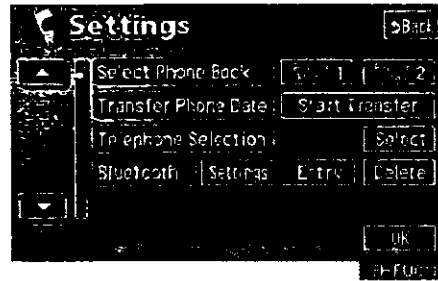 Settings
Back
Select Phone Book
Transfer Phone Data Start Transfer
Telephone Selection Select
Bluetooth Settings Entry Delete
OK